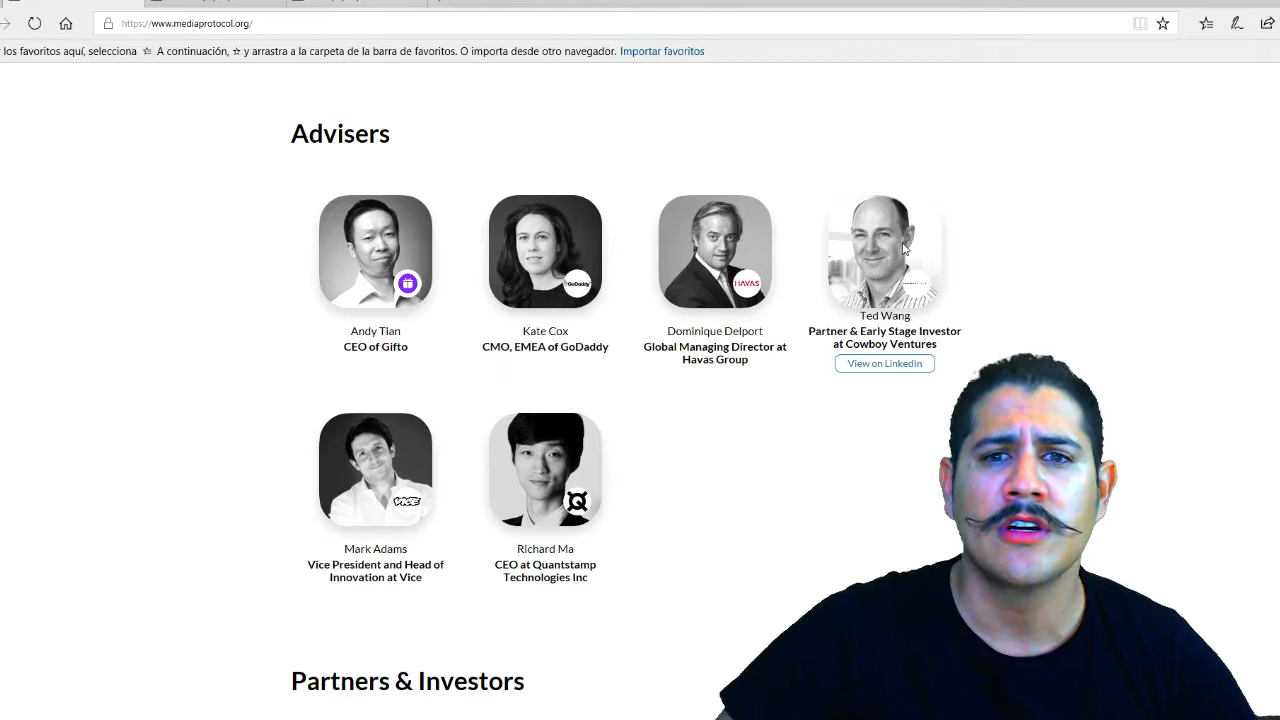 https://www.mediaprotocol.org/
los favoritos aquí, selecciona A continuación, y arrastra a la carpeta de la barra de favoritos. O importa desde otro navegador. Importar favoritos
Advisers
Andy Tian
CEO of Gifto
GoDaddy
Kate Cox
CMO, EMEA of GoDaddy
HAVAS
Dominique Delport
Global Managing Director at
Havas Group
Ted Wang
Partner & Early Stage Investor
at Cowboy Ventures
View on LinkedIn
VICE
Mark Adams
Vice President and Head of
Innovation at Vice
Richard Ma
CEO at Quantstamp
Technologies Inc
Partners & Investors